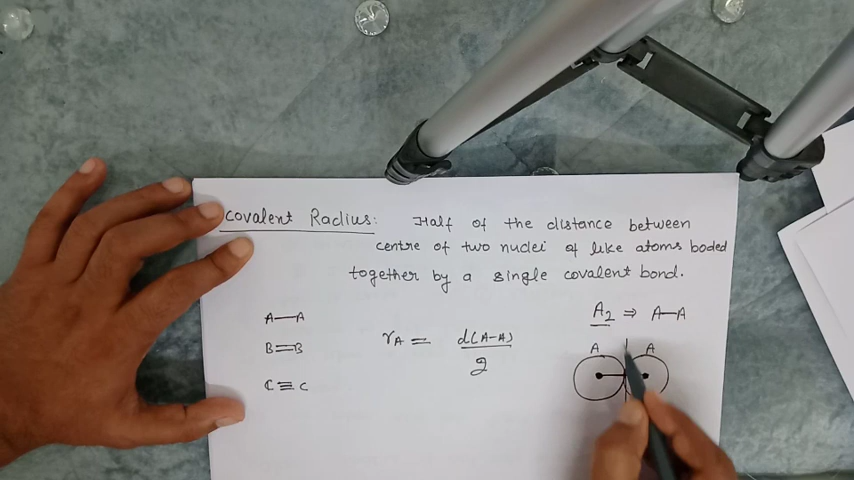 Covalent Radius: Half of the distance between
centre of two nuclei of like atoms boded
together by a single covalent bond.
A—A
B=B
C≡C
rA = d(A-A)
2
A2 ⇒ A—A
A A